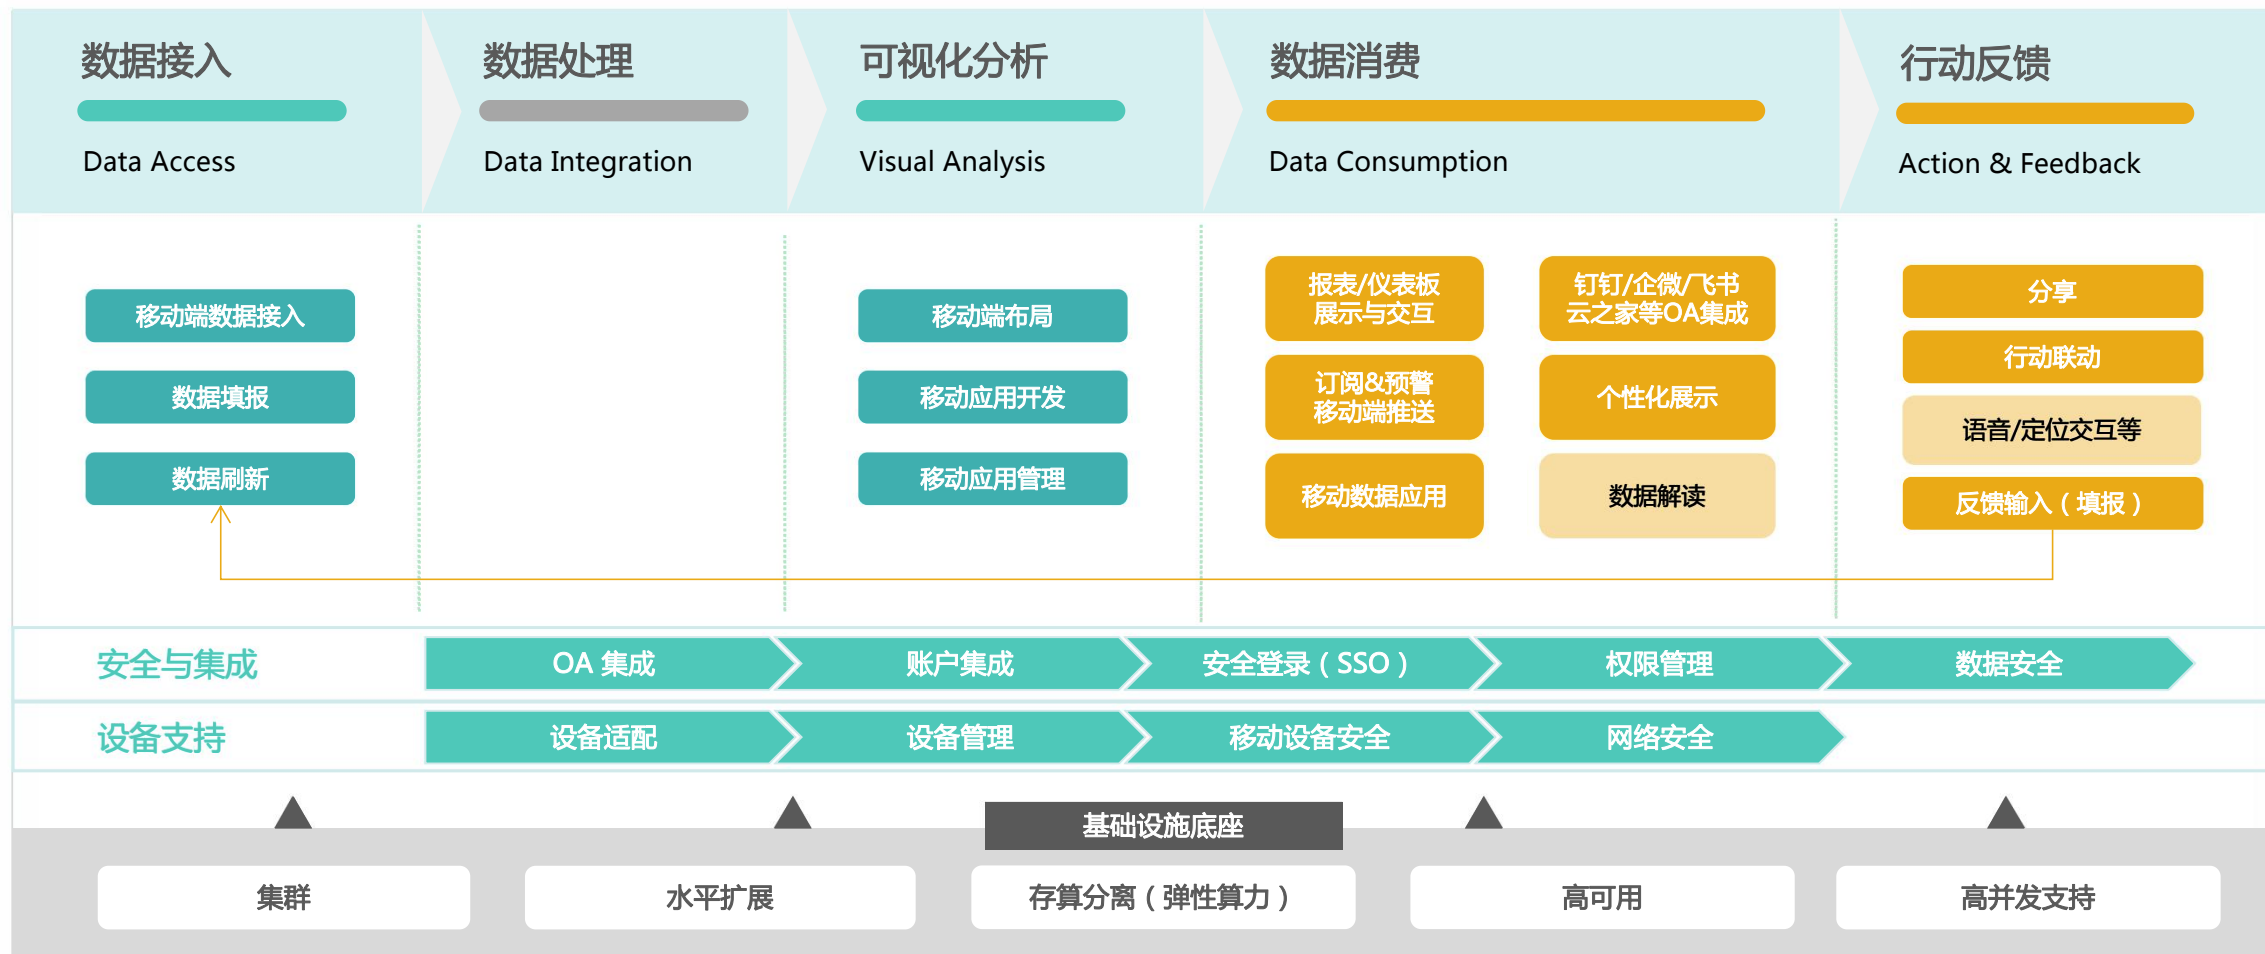 数据接入
数据处理
可视化分析
数据消费
行动反馈
Data Access
Data Integration
Visual Analysis
Data Consumption
Action & Feedback
移动端数据接入
数据填报
数据刷新
移动端布局
移动应用开发
移动应用管理
报表/仪表板
展示与交互
钉钉/企微/飞书
云之家等OA集成
订阅&预警
移动端推送
个性化展示
移动数据应用
数据解读
分享
行动联动
语音/定位交互等
反馈输入（填报）
安全与集成
OA 集成
账户集成
安全登录（SSO）
权限管理
数据安全
设备支持
设备适配
设备管理
移动设备安全
网络安全
基础设施底座
集群
水平扩展
存算分离（弹性算力）
高可用
高并发支持